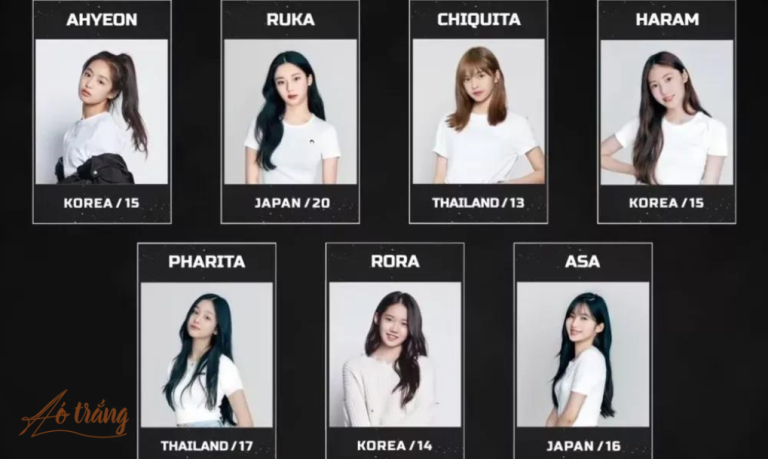 AHYEON
RUKA
CHIQUITA
HARAM
KOREA / 15
JAPAN / 20
THAILAND / 13
KOREA / 15
PHARITA
RORA
ASA
THAILAND / 17
KOREA / 14
JAPAN / 16
Áo trắng